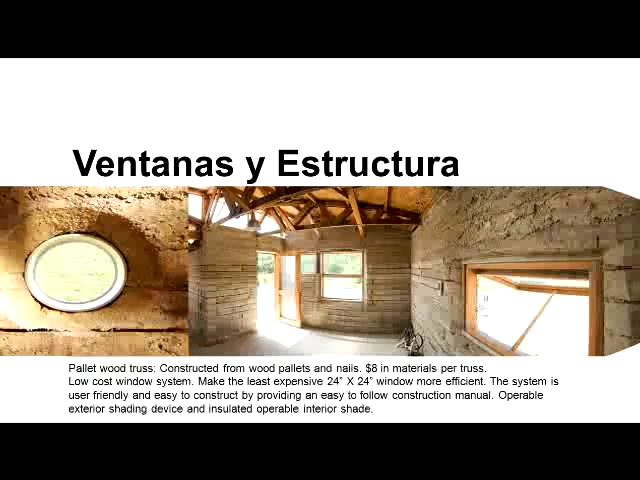 Ventanas y Estructura
Pallet wood truss: Constructed from wood pallets and nails. $8 in materials per truss.
Low cost window system. Make the least expensive 24” X 24” window more efficient. The system is
user friendly and easy to construct by providing an easy to follow construction manual. Operable
exterior shading device and insulated operable interior shade.